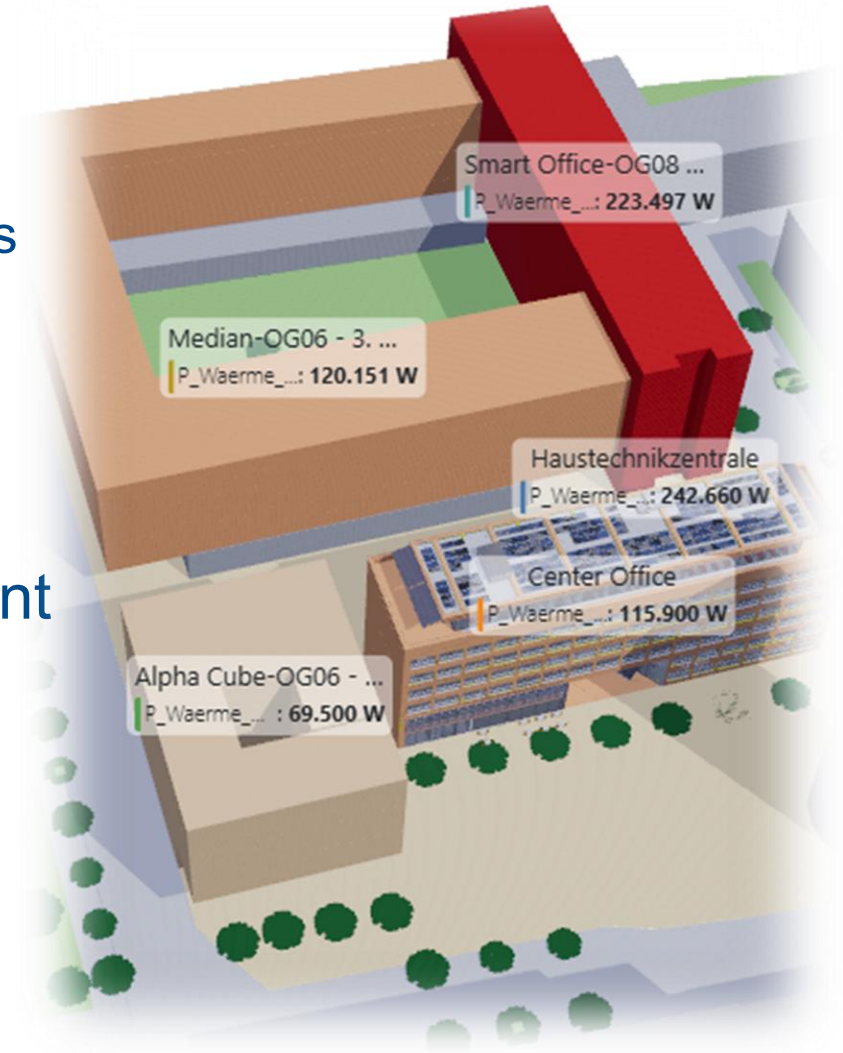 s
Smart Office-OG08 ...
P_Waerme_...: 223.497 W
Median-OG06 - 3. ...
P_Waerme_...: 120.151 W
Haustechnikzentrale
P_Waerme_...: 242.660 W
Center Office
P_Waerme_...: 115.900 W
nt
Alpha Cube-OG06 - ...
P_Waerme_... : 69.500 W